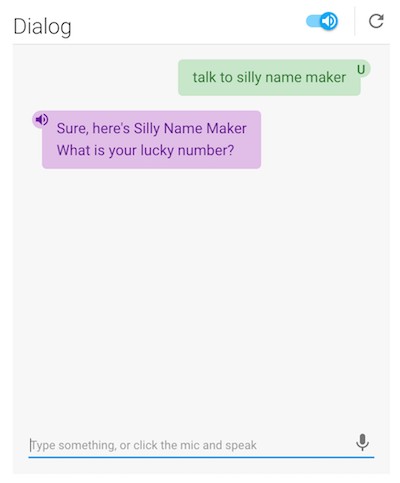 Dialog
talk to silly name maker
U
Sure, here's Silly Name Maker
What is your lucky number?
Type something, or click the mic and speak